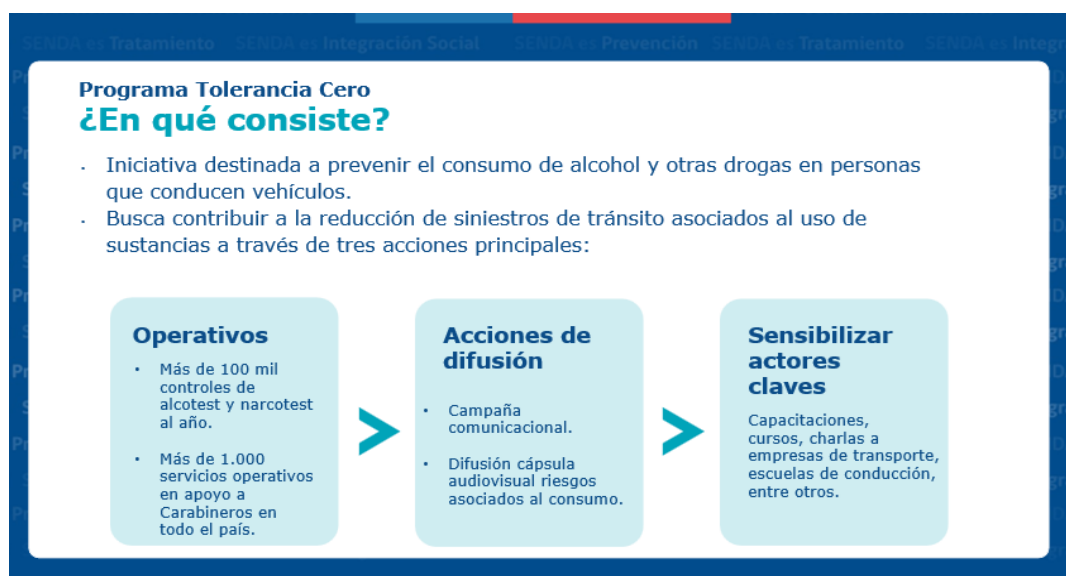 SENDA es Tratamiento SENDA es Integración Social SENDA es Prevención SENDA es Tratamiento SENDA es Integr
Programa Tolerancia Cero
¿En qué consiste?
· Iniciativa destinada a prevenir el consumo de alcohol y otras drogas en personas
que conducen vehículos.
· Busca contribuir a la reducción de siniestros de tránsito asociados al uso de
sustancias a través de tres acciones principales:
Operativos
• Más de 100 mil
controles de
alcotest y narcotest
al año.
• Más de 1.000
servicios operativos
en apoyo a
Carabineros en
todo el país.
>
Acciones de
difusión
• Campaña
comunicacional.
• Difusión cápsula
audiovisual riesgos
asociados al consumo.
>
Sensibilizar
actores
claves
Capacitaciones,
cursos, charlas a
empresas de transporte,
escuelas de conducción,
entre otros.